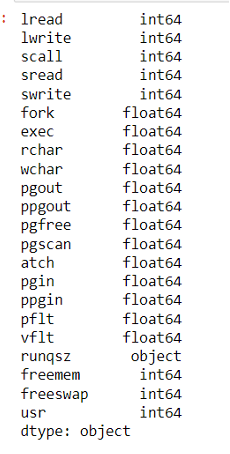 : lread int64
lwrite int64
scall int64
sread int64
swrite int64
fork float64
exec float64
rchar float64
wchar float64
pgout float64
ppgout float64
pgfree float64
pgscan float64
atch float64
pgin float64
ppgin float64
pflt float64
vflt float64
runqsz object
freemem int64
freeswap int64
usr int64
dtype: object